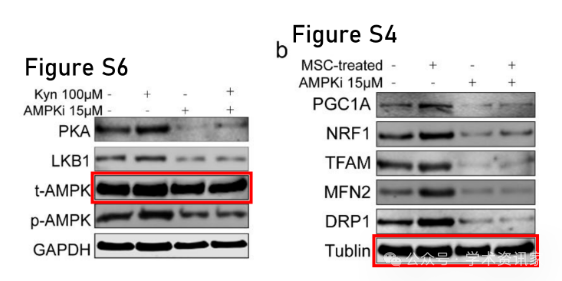 Figure S6
Kyn 100μM - + - +
AMPKi 15μM - - + +
PKA
LKB1
t-AMPK
p-AMPK
GAPDH
b Figure S4
MSC-treated - + - +
AMPKi 15μM - - + +
PGC1A
NRF1
TFAM
MFN2
DRP1
Tublin
公众号 · 学术资讯